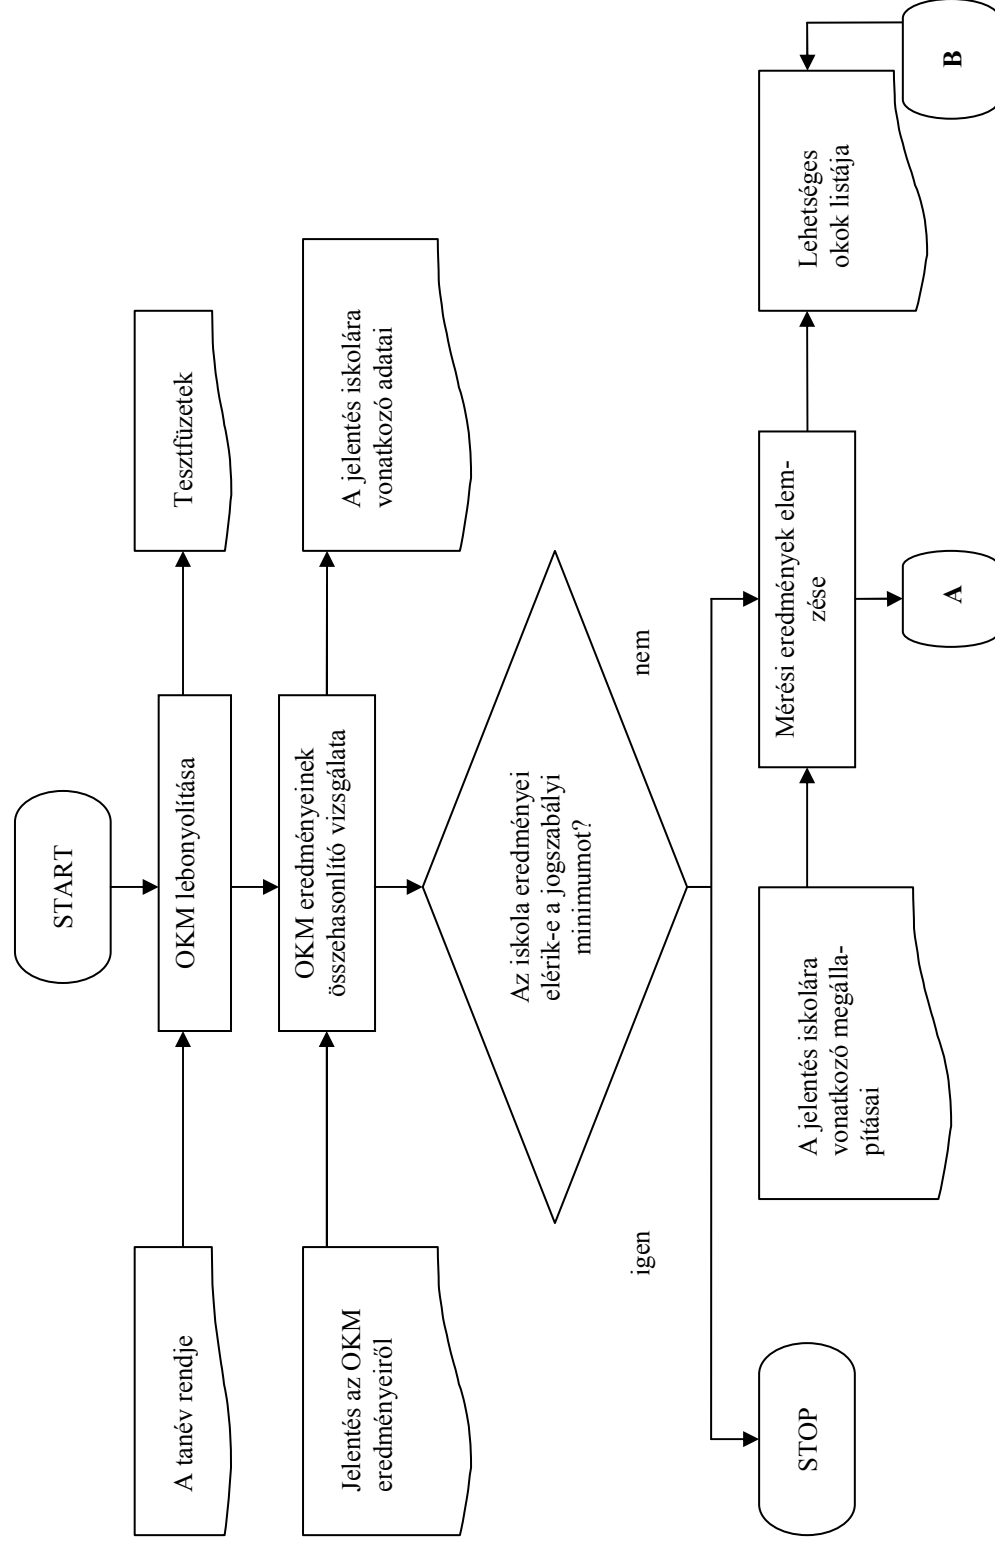 START
A tanév rendje
OKM lebonyolítása
Tesztfüzetek
Jelentés az OKM
eredményeiről
OKM eredményeinek
összehasonlító vizsgálata
A jelentés iskolára
vonatkozó adatai
Az iskola eredményei
elérik-e a jogszabályi
minimumot?
igen
nem
STOP
A jelentés iskolára
vonatkozó megálla-
pításai
Mérési eredmények elem-
zése
Lehetséges
okok listája
A
B